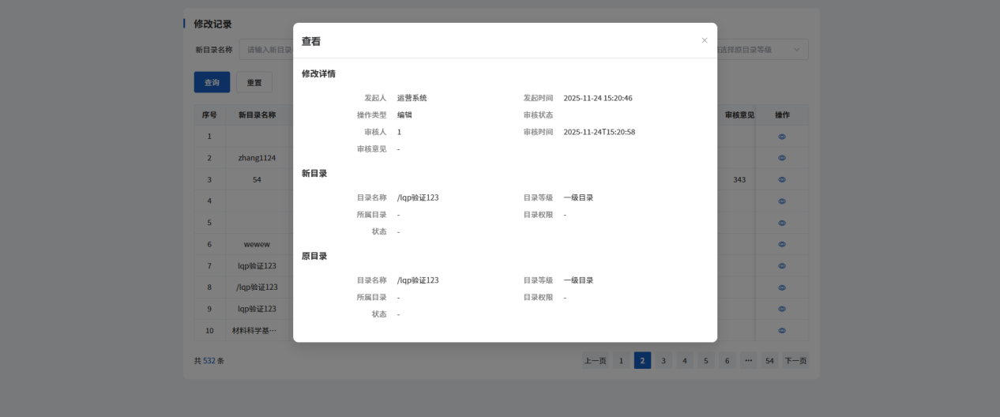 修改记录
新目录名称 请输入新目录 选择原目录等级
查询 重置
序号 新目录名称 审核意见 操作
1
2 zhang1124
3 54 343
4
5
6 wewew
7 lqp验证123
8 /lqp验证123
9 lqp验证123
10 材料科学基…
共 532 条 上一页 1 2 3 4 5 6 ••• 54 下一页
查看
修改详情
发起人 运营系统 发起时间 2025-11-24 15:20:46
操作类型 编辑 审核状态
审核人 1 审核时间 2025-11-24T15:20:58
审核意见 -
新目录
目录名称 /lqp验证123 目录等级 一级目录
所属目录 - 目录权限 -
状态 -
原目录
目录名称 /lqp验证123 目录等级 一级目录
所属目录 - 目录权限 -
状态 -